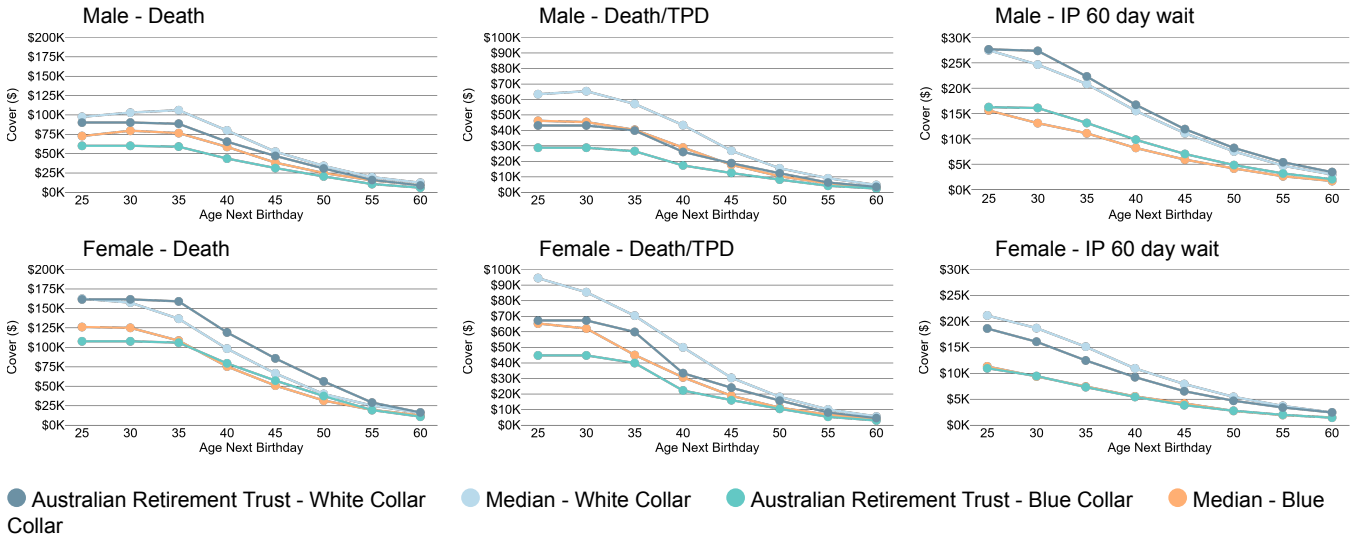 Male - Death
$200K
$175K
$150K
$125K
$100K
$75K
$50K
$25K
$0K
Cover ($)
25 30 35 40 45 50 55 60
Age Next Birthday
Male - Death/TPD
$100K
$90K
$80K
$70K
$60K
$50K
$40K
$30K
$20K
$10K
$0K
Cover ($)
25 30 35 40 45 50 55 60
Age Next Birthday
Male - IP 60 day wait
$30K
$25K
$20K
$15K
$10K
$5K
$0K
Cover ($)
25 30 35 40 45 50 55 60
Age Next Birthday
Female - Death
$200K
$175K
$150K
$125K
$100K
$75K
$50K
$25K
$0K
Cover ($)
25 30 35 40 45 50 55 60
Age Next Birthday
Female - Death/TPD
$100K
$90K
$80K
$70K
$60K
$50K
$40K
$30K
$20K
$10K
$0K
Cover ($)
25 30 35 40 45 50 55 60
Age Next Birthday
Female - IP 60 day wait
$30K
$25K
$20K
$15K
$10K
$5K
$0K
Cover ($)
25 30 35 40 45 50 55 60
Age Next Birthday
Australian Retirement Trust - White Collar Median - White Collar Australian Retirement Trust - Blue Collar Median - Blue
Collar